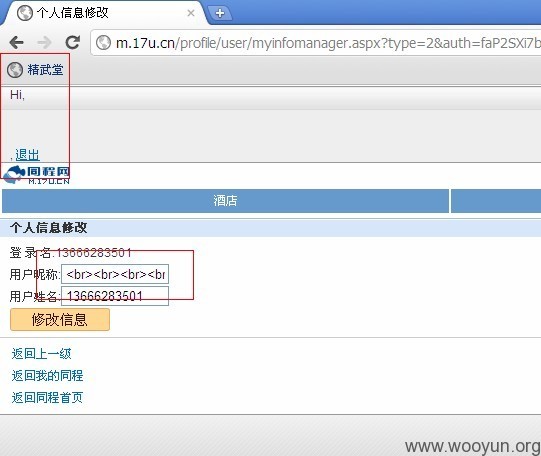 个人信息修改
m.17u.cn/profile/user/myinfomanager.aspx?type=2&auth=faP2SXi7b
精武堂
Hi,
, 退出
同程网
M.17U.CN
酒店
个人信息修改
登 录 名:13666283501
用户昵称: <br><br><br><br
用户姓名: 13666283501
修改信息
返回上一级
返回我的同程
返回同程首页
www.wooyun.org